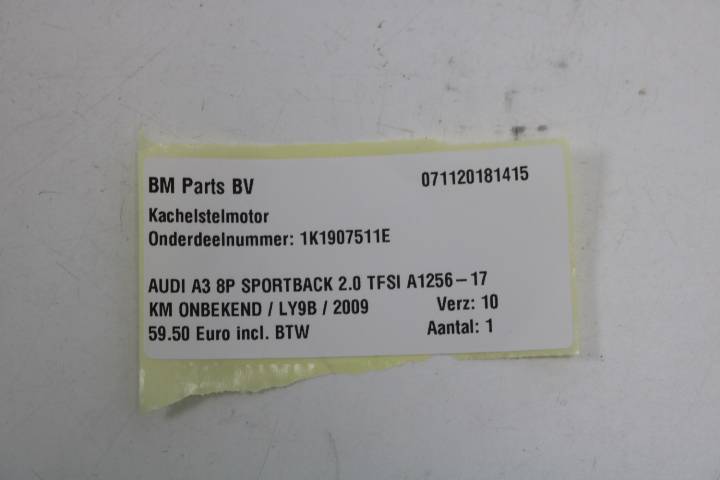 BM Parts BV 071120181415
Kachelstelmotor
Onderdeelnummer: 1K1907511E
AUDI A3 8P SPORTBACK 2.0 TFSI A1256-17
KM ONBEKEND / LY9B / 2009 Verz: 10
59.50 Euro incl. BTW Aantal: 1